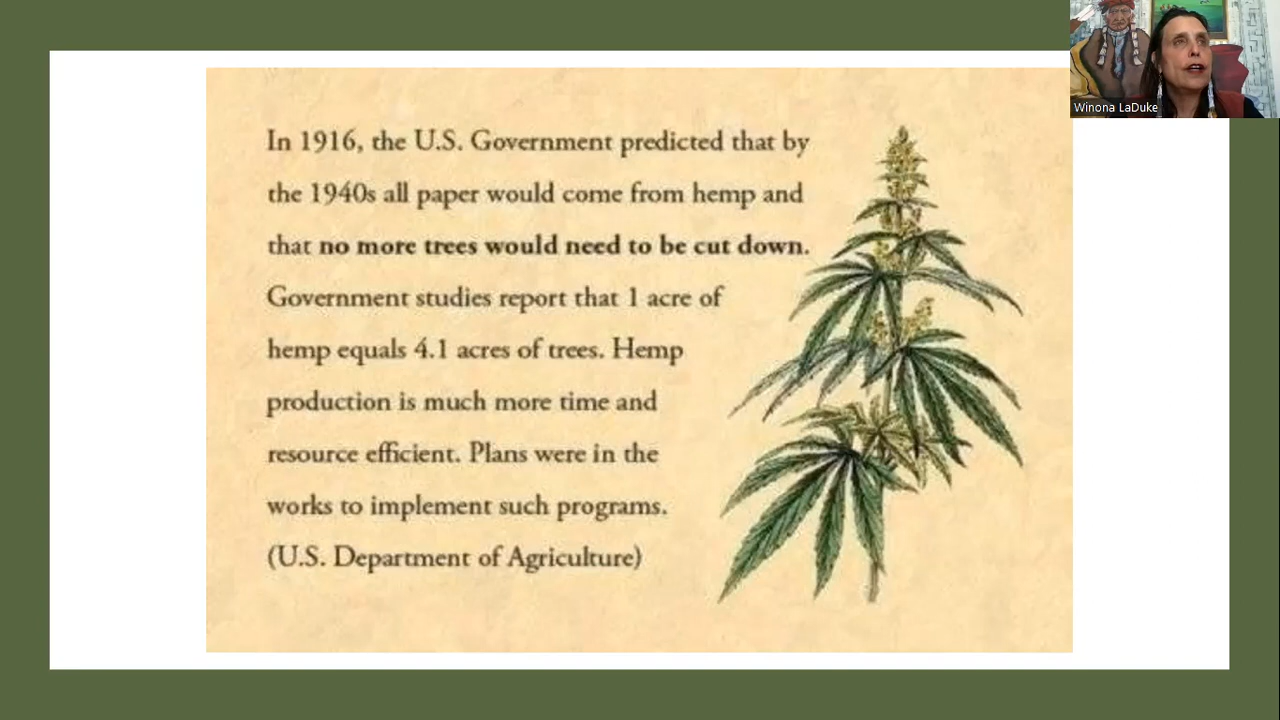 Winona LaDuke
In 1916, the U.S. Government predicted that by
the 1940s all paper would come from hemp and
that no more trees would need to be cut down.
Government studies report that 1 acre of
hemp equals 4.1 acres of trees. Hemp
production is much more time and
resource efficient. Plans were in the
works to implement such programs.
(U.S. Department of Agriculture)